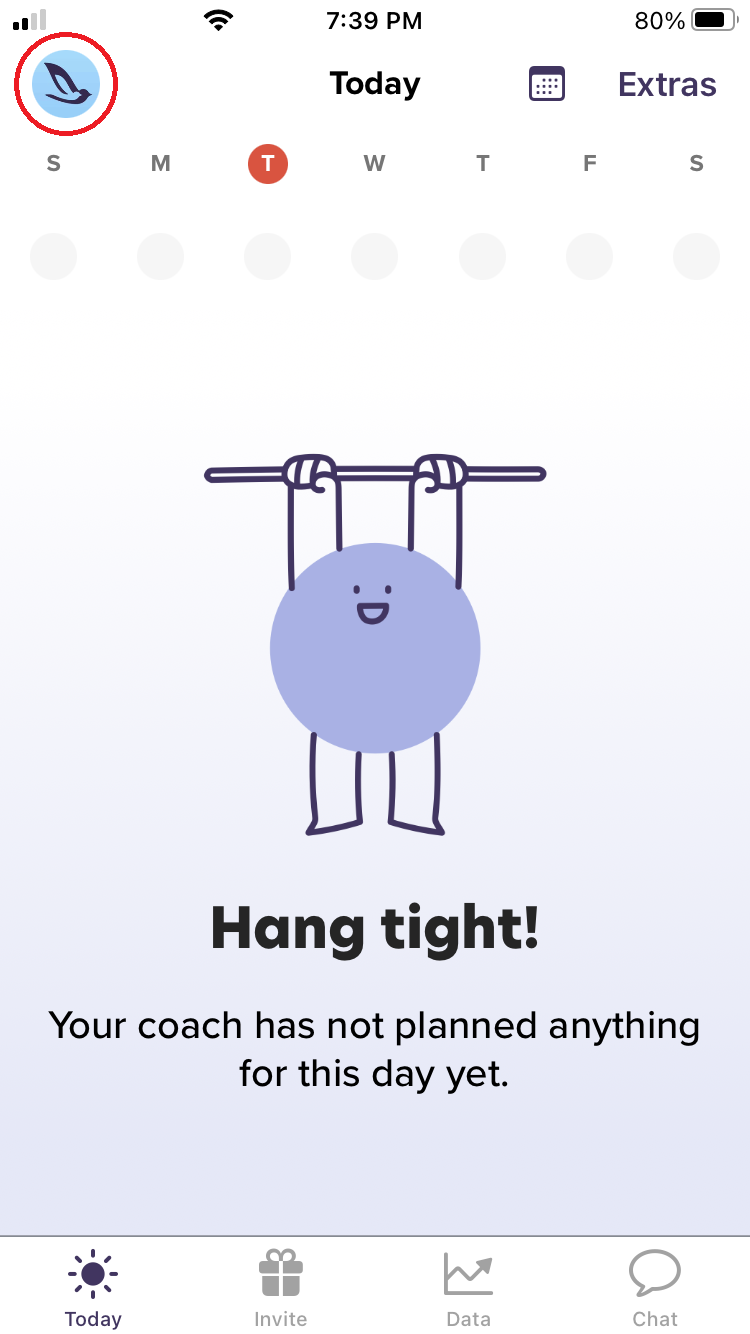 7:39 PM
80%
Today
Extras
S M T W T F S
Hang tight!
Your coach has not planned anything
for this day yet.
Today
Invite
Data
Chat